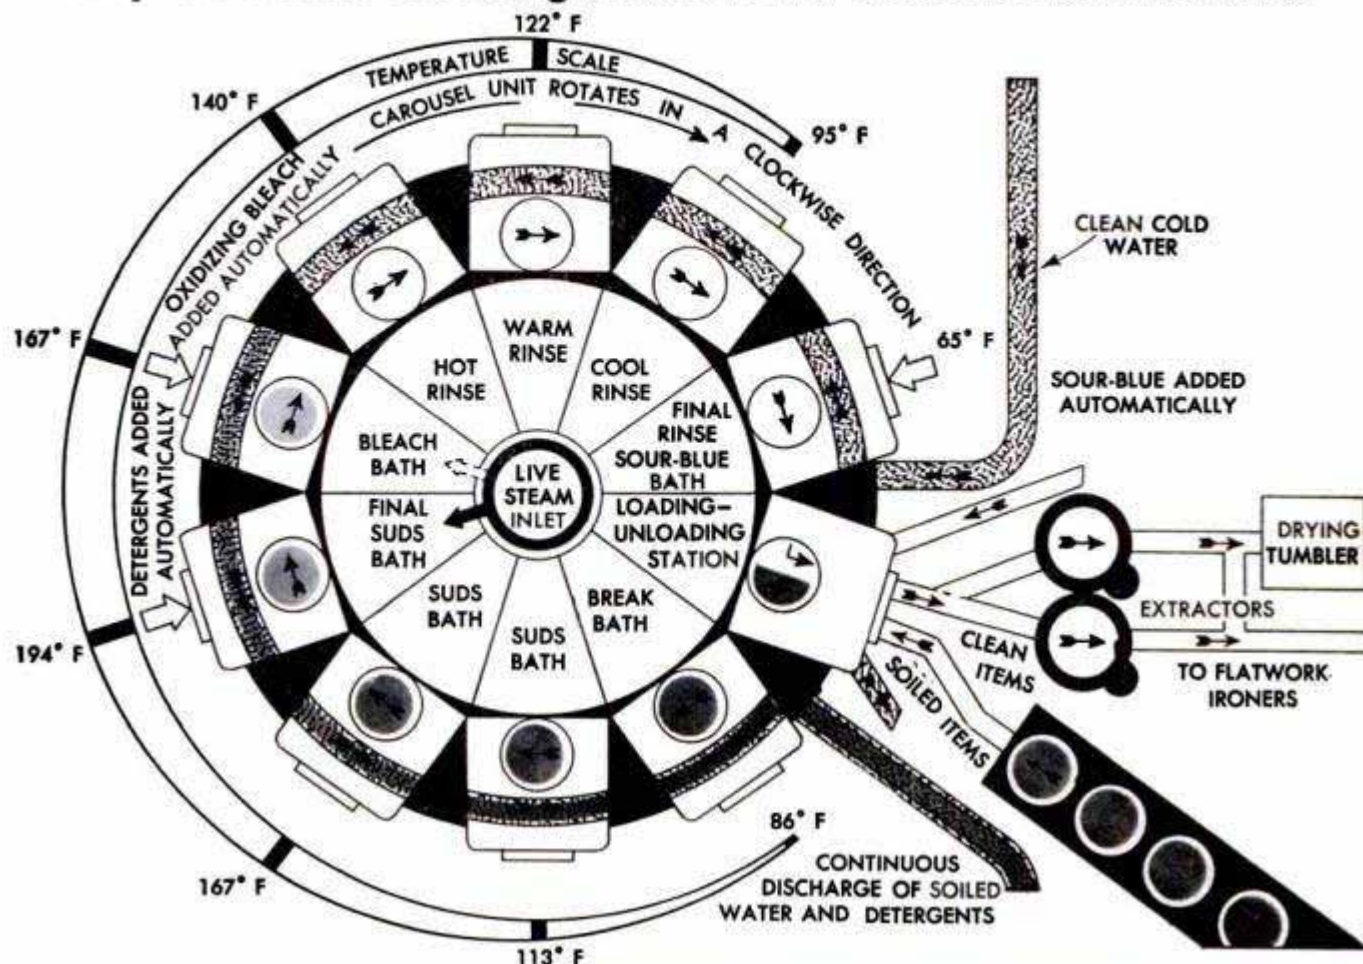 122° F
TEMPERATURE SCALE
CAROUSEL UNIT ROTATES IN A CLOCKWISE DIRECTION
140° F
95° F
OXIDIZING BLEACH
ADDED AUTOMATICALLY
CLEAN COLD
WATER
167° F
65° F
SOUR-BLUE ADDED
AUTOMATICALLY
WARM
RINSE
HOT
RINSE
COOL
RINSE
FINAL
RINSE
SOUR-BLUE
BATH
BLEACH
BATH
LIVE
STEAM
INLET
DETERGENTS ADDED
AUTOMATICALLY
FINAL
SUDS
BATH
LOADING-
UNLOADING
STATION
SUDS
BATH
SUDS
BATH
BREAK
BATH
DRYING
TUMBLER
EXTRACTORS
CLEAN
ITEMS
SOILED ITEMS
TO FLATWORK
IRONERS
194° F
167° F
113° F
86° F
CONTINUOUS
DISCHARGE OF SOILED
WATER AND DETERGENTS